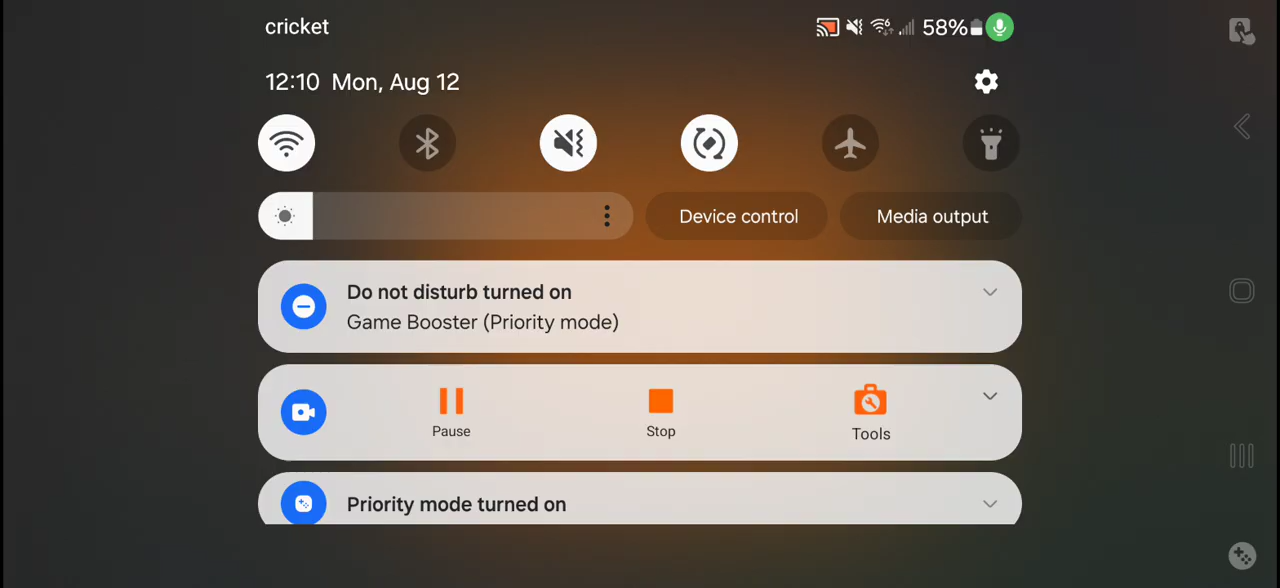 cricket
58%
12:10 Mon, Aug 12
Device control
Media output
Do not disturb turned on
Game Booster (Priority mode)
Pause
Stop
Tools
Priority mode turned on